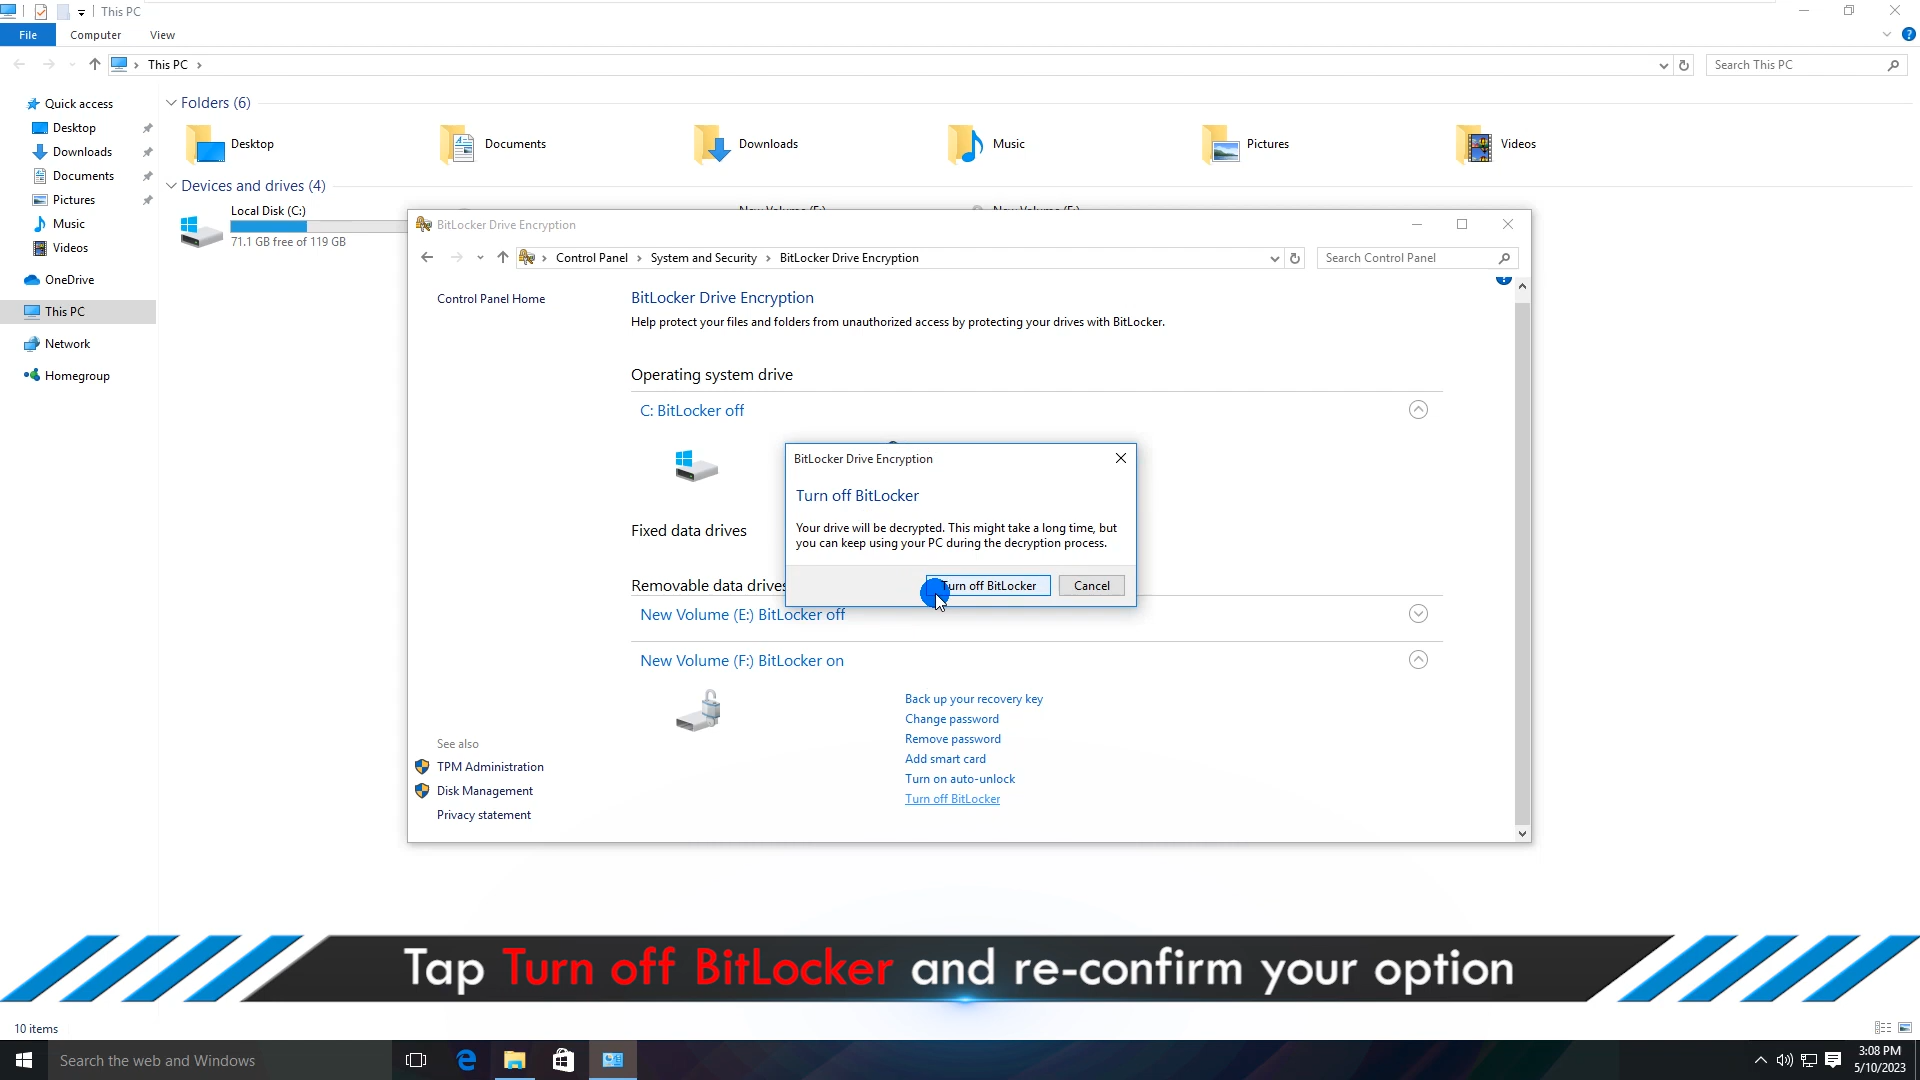 This PC
File
Computer
View
This PC
Search This PC
Quick access
Desktop
Downloads
Documents
Pictures
Music
Videos
OneDrive
This PC
Network
Homegroup
Folders (6)
Desktop
Documents
Downloads
Music
Pictures
Videos
Devices and drives (4)
Local Disk (C:)
71.1 GB free of 119 GB
New Volume (E:)
New Volume (F:)
BitLocker Drive Encryption
Control Panel
System and Security
BitLocker Drive Encryption
Search Control Panel
Control Panel Home
BitLocker Drive Encryption
Help protect your files and folders from unauthorized access by protecting your drives with BitLocker.
Operating system drive
C: BitLocker off
Fixed data drives
Removable data drives
New Volume (E:) BitLocker off
New Volume (F:) BitLocker on
Back up your recovery key
Change password
Remove password
Add smart card
Turn on auto-unlock
Turn off BitLocker
See also
TPM Administration
Disk Management
Privacy statement
BitLocker Drive Encryption
Turn off BitLocker
Your drive will be decrypted. This might take a long time, but
you can keep using your PC during the decryption process.
Turn off BitLocker
Cancel
Tap Turn off BitLocker and re-confirm your option
10 items
Search the web and Windows
3:08 PM
5/10/2023